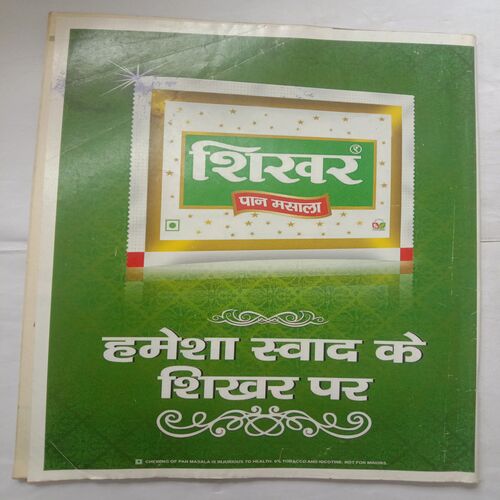 शिखर
पान मसाला
हमेशा स्वाद के
शिखर पर
CHEWING OF PAN MASALA IS INJURIOUS TO HEALTH. 0% TOBACCO AND NICOTINE. NOT FOR MINORS.